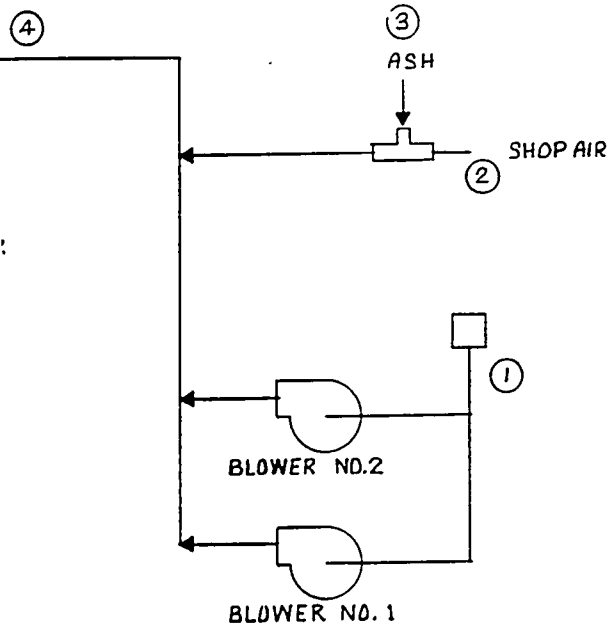 ④
③
ASH
SHOP AIR
②
①
BLOWER NO.2
BLOWER NO. 1